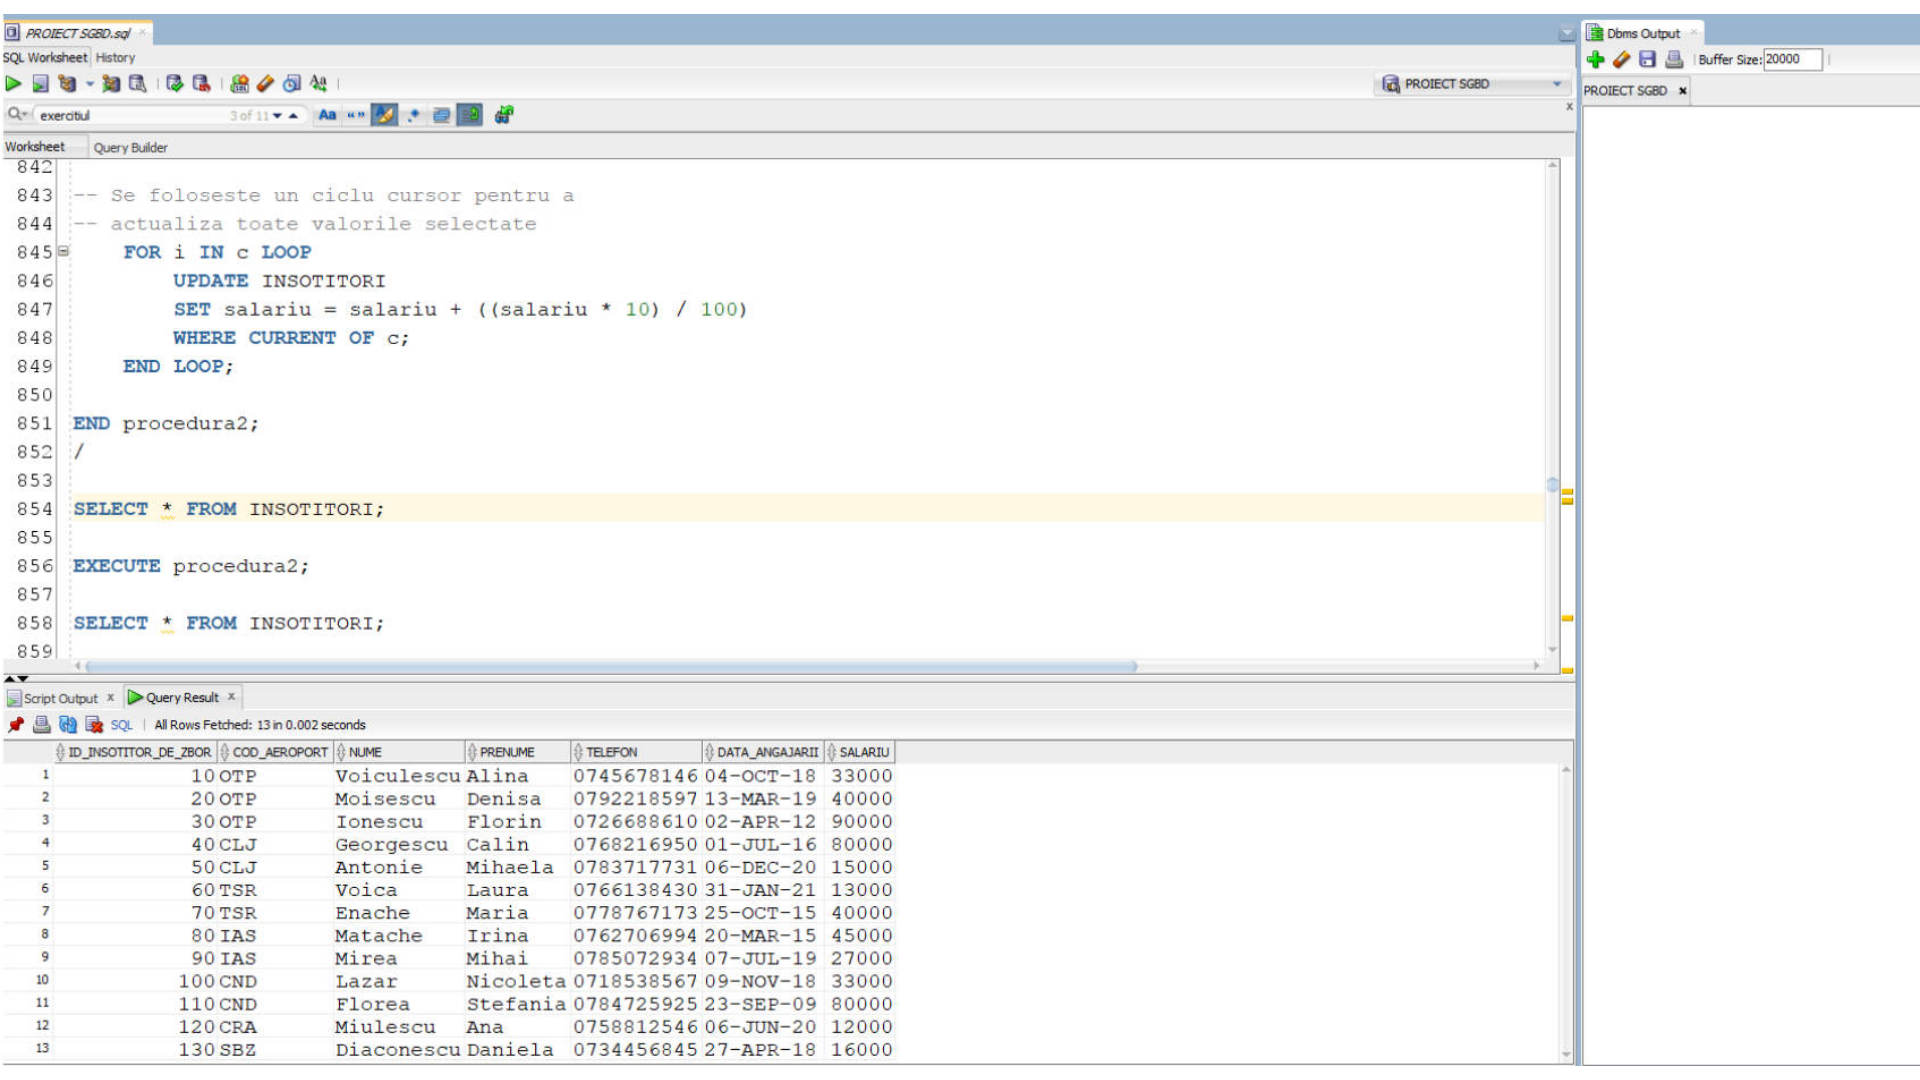 PROIECT SGBD.sql
Dbms Output
SQL Worksheet History
Buffer Size: 20000
PROIECT SGBD
PROIECT SGBD
exercitiul 3 of 11
Worksheet Query Builder
842
843 -- Se foloseste un ciclu cursor pentru a
844 -- actualiza toate valorile selectate
845 FOR i IN c LOOP
846 UPDATE INSOTITORI
847 SET salariu = salariu + ((salariu * 10) / 100)
848 WHERE CURRENT OF c;
849 END LOOP;
850
851 END procedura2;
852 /
853
854 SELECT * FROM INSOTITORI;
855
856 EXECUTE procedura2;
857
858 SELECT * FROM INSOTITORI;
859
Script Output x Query Result x
SQL | All Rows Fetched: 13 in 0.002 seconds
ID_INSOTITOR_DE_ZBOR COD_AEROPORT NUME PRENUME TELEFON DATA_ANGAJARII SALARIU
1 10 OTP Voiculescu Alina 0745678146 04-OCT-18 33000
2 20 OTP Moisescu Denisa 0792218597 13-MAR-19 40000
3 30 OTP Ionescu Florin 0726688610 02-APR-12 90000
4 40 CLJ Georgescu Calin 0768216950 01-JUL-16 80000
5 50 CLJ Antonie Mihaela 0783717731 06-DEC-20 15000
6 60 TSR Voica Laura 0766138430 31-JAN-21 13000
7 70 TSR Enache Maria 0778767173 25-OCT-15 40000
8 80 IAS Matache Irina 0762706994 20-MAR-15 45000
9 90 IAS Mirea Mihai 0785072934 07-JUL-19 27000
10 100 CND Lazar Nicoleta 0718538567 09-NOV-18 33000
11 110 CND Florea Stefania 0784725925 23-SEP-09 80000
12 120 CRA Miulescu Ana 0758812546 06-JUN-20 12000
13 130 SBZ Diaconescu Daniela 0734456845 27-APR-18 16000